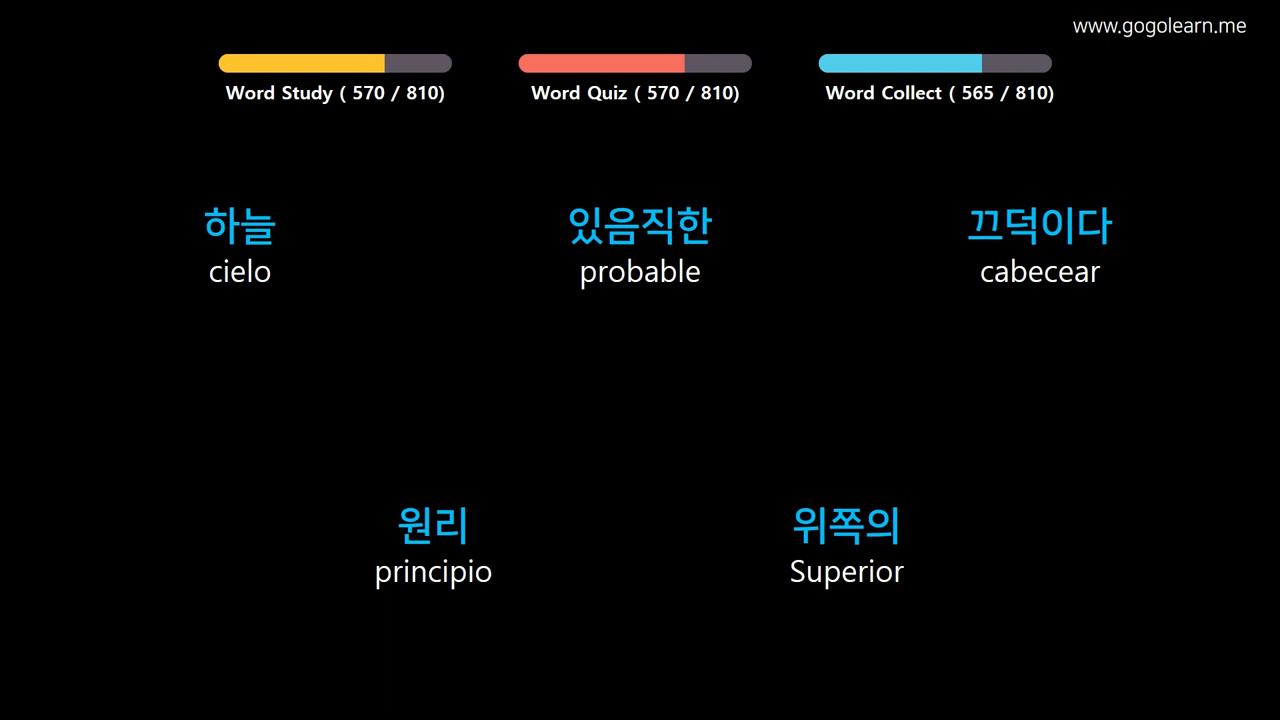 www.gogolearn.me
Word Study ( 570 / 810)
Word Quiz ( 570 / 810)
Word Collect ( 565 / 810)
하늘
cielo
있음직한
probable
끄덕이다
cabecear
원리
principio
위쪽의
Superior